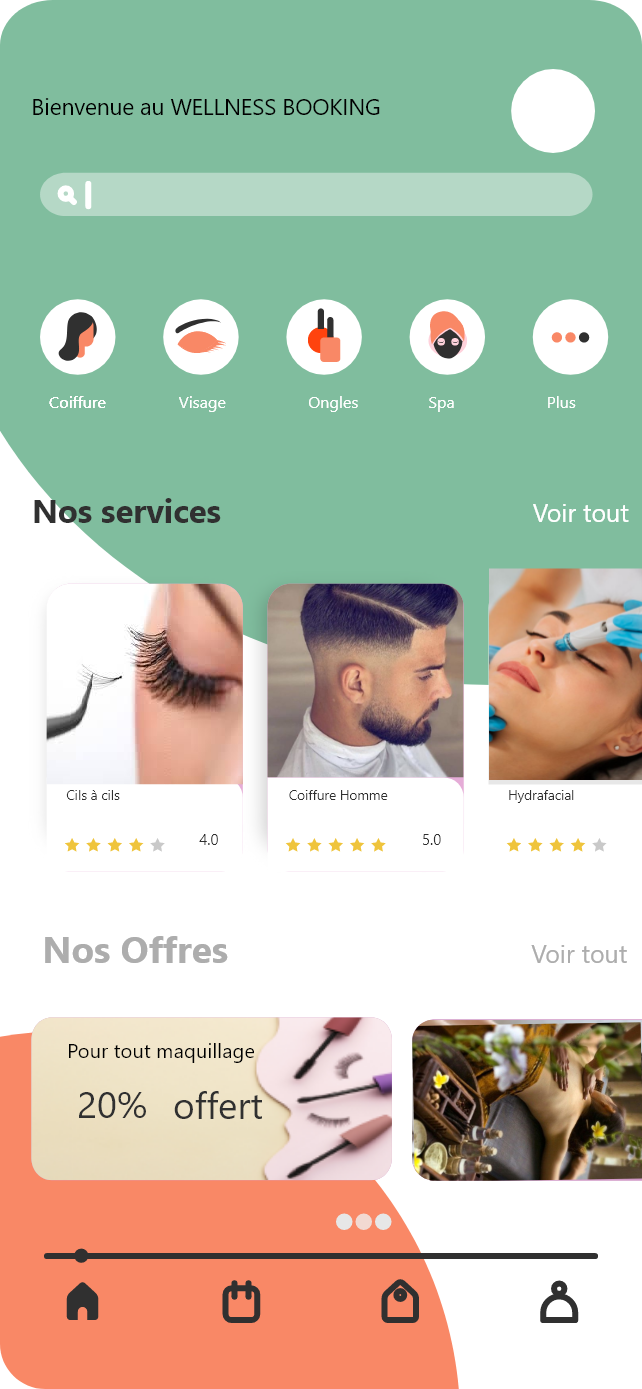 Bienvenue au WELLNESS BOOKING
Coiffure Visage Ongles Spa Plus
Nos services Voir tout
Cils à cils
4.0
Coiffure Homme
5.0
Hydrafacial
Nos Offres Voir tout
Pour tout maquillage
20% offert